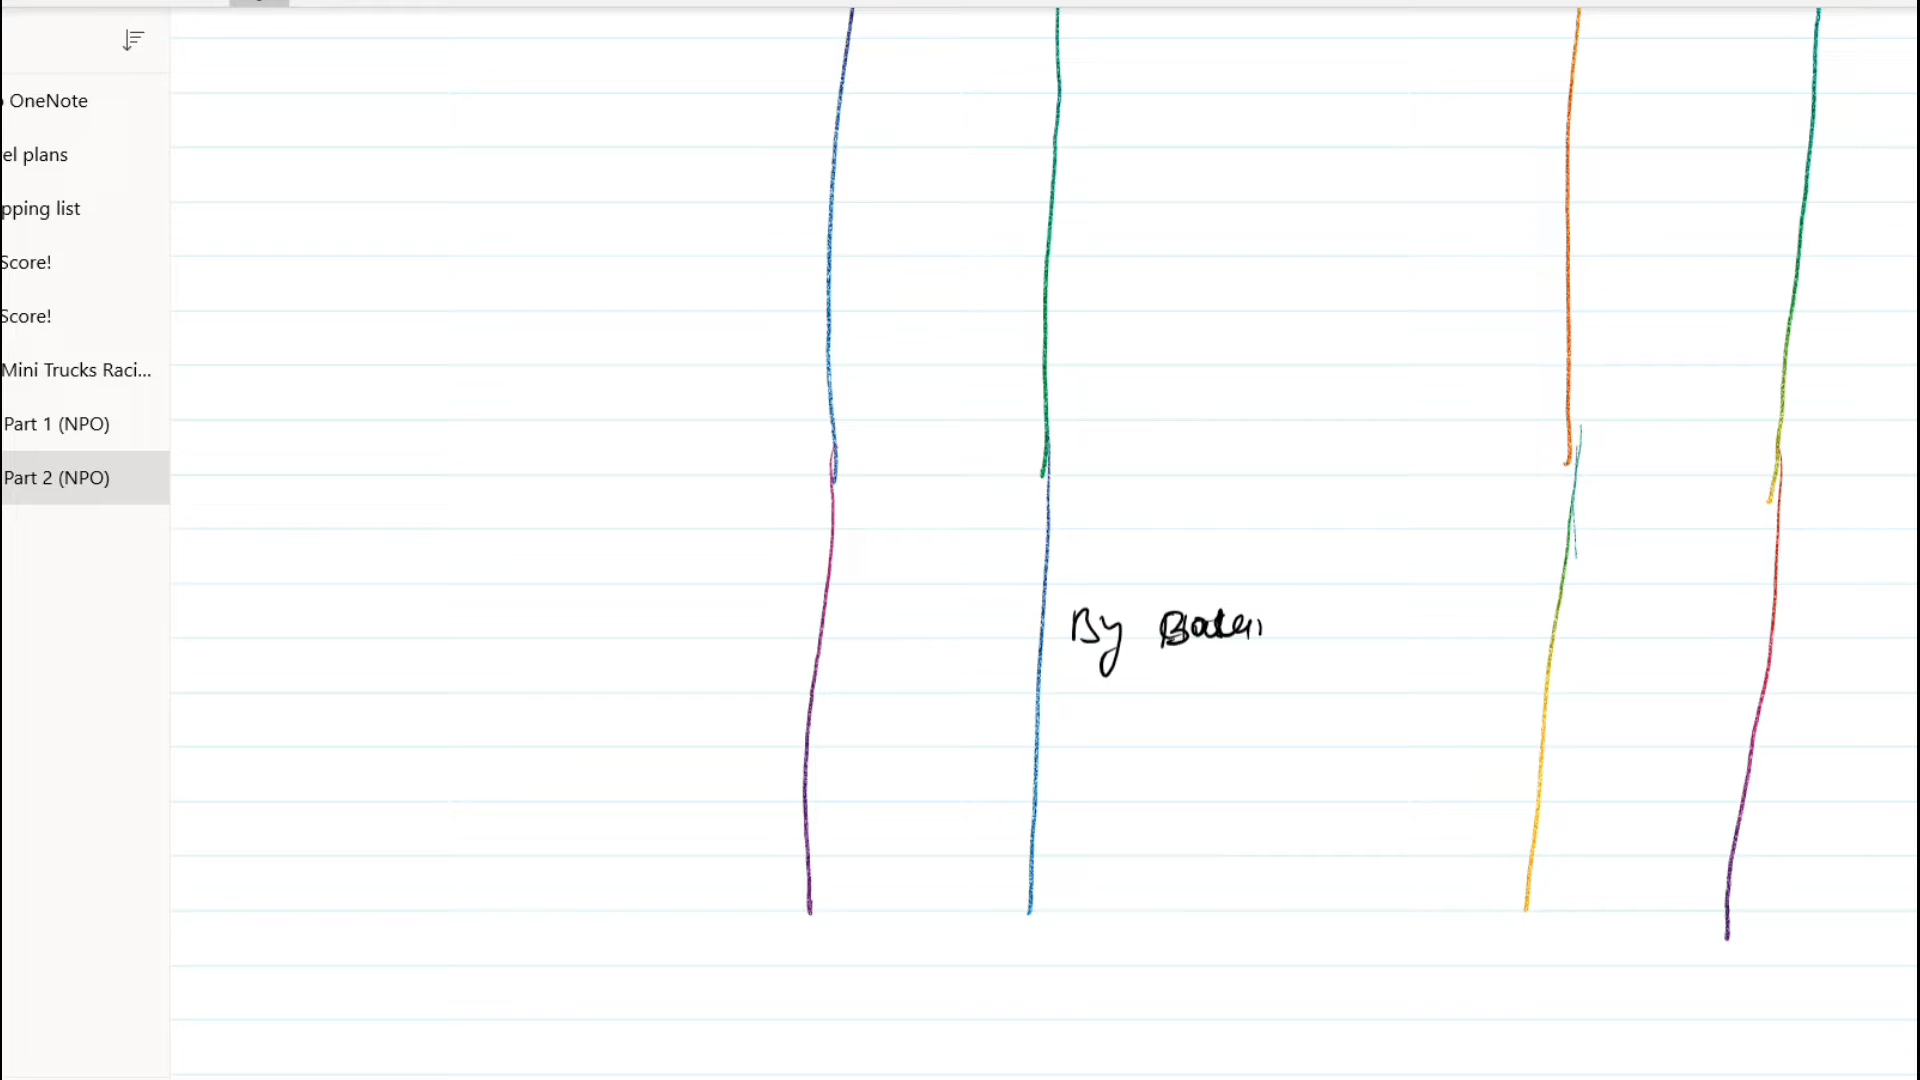 OneNote
el plans
pping list
Score!
Score!
Mini Trucks Raci...
Part 1 (NPO)
Part 2 (NPO)
By